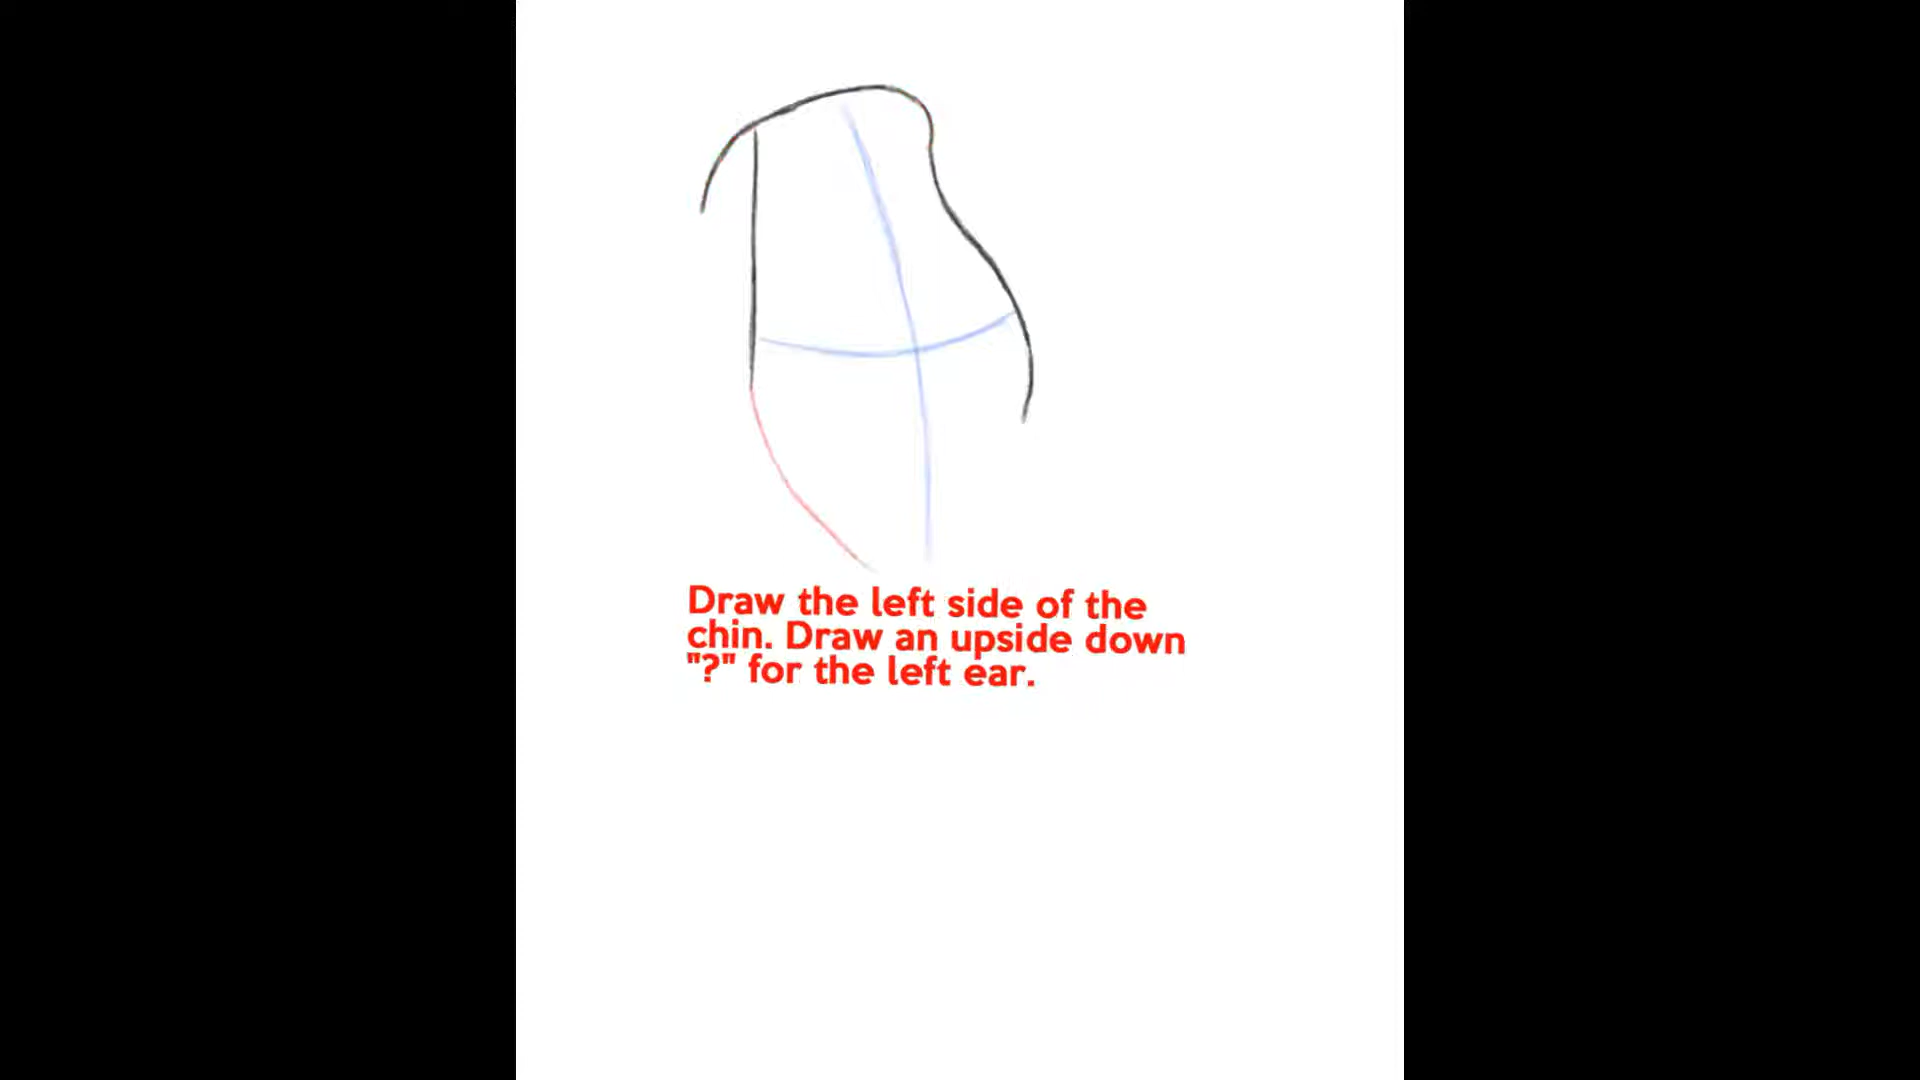 Draw the left side of the
chin. Draw an upside down
"?" for the left ear.